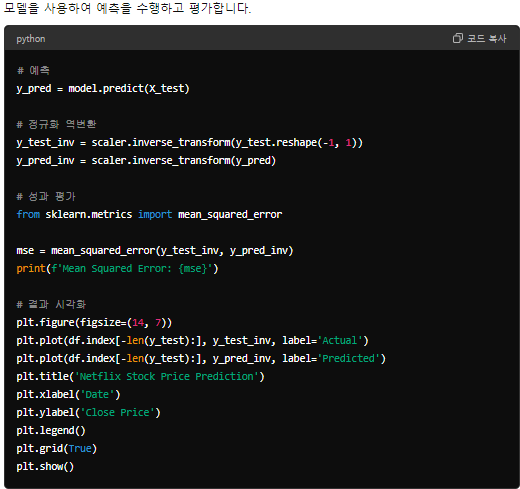 모델을 사용하여 예측을 수행하고 평가합니다.
python
코드 복사
# 예측
y_pred = model.predict(X_test)
# 정규화 역변환
y_test_inv = scaler.inverse_transform(y_test.reshape(-1, 1))
y_pred_inv = scaler.inverse_transform(y_pred)
# 성과 평가
from sklearn.metrics import mean_squared_error
mse = mean_squared_error(y_test_inv, y_pred_inv)
print(f'Mean Squared Error: {mse}')
# 결과 시각화
plt.figure(figsize=(14, 7))
plt.plot(df.index[-len(y_test):], y_test_inv, label='Actual')
plt.plot(df.index[-len(y_test):], y_pred_inv, label='Predicted')
plt.title('Netflix Stock Price Prediction')
plt.xlabel('Date')
plt.ylabel('Close Price')
plt.legend()
plt.grid(True)
plt.show()